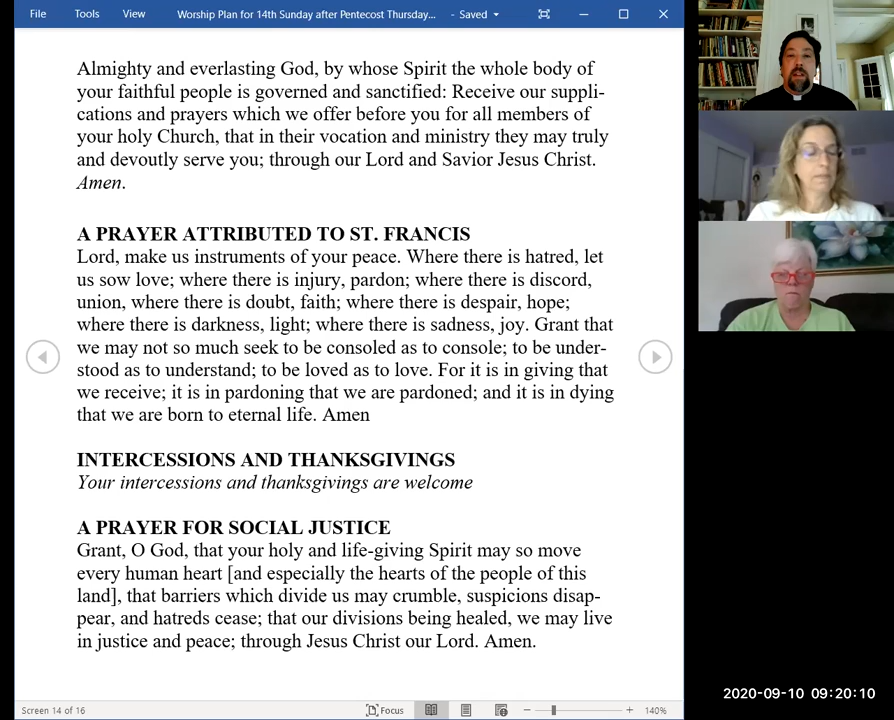 File Tools View Worship Plan for 14th Sunday after Pentecost Thursday... - Saved
Almighty and everlasting God, by whose Spirit the whole body of
your faithful people is governed and sanctified: Receive our suppli-
cations and prayers which we offer before you for all members of
your holy Church, that in their vocation and ministry they may truly
and devoutly serve you; through our Lord and Savior Jesus Christ.
Amen.
A PRAYER ATTRIBUTED TO ST. FRANCIS
Lord, make us instruments of your peace. Where there is hatred, let
us sow love; where there is injury, pardon; where there is discord,
union, where there is doubt, faith; where there is despair, hope;
where there is darkness, light; where there is sadness, joy. Grant that
we may not so much seek to be consoled as to console; to be under-
stood as to understand; to be loved as to love. For it is in giving that
we receive; it is in pardoning that we are pardoned; and it is in dying
that we are born to eternal life. Amen
INTERCESSIONS AND THANKSGIVINGS
Your intercessions and thanksgivings are welcome
A PRAYER FOR SOCIAL JUSTICE
Grant, O God, that your holy and life-giving Spirit may so move
every human heart [and especially the hearts of the people of this
land], that barriers which divide us may crumble, suspicions disap-
pear, and hatreds cease; that our divisions being healed, we may live
in justice and peace; through Jesus Christ our Lord. Amen.
2020-09-10 09:20:10
Screen 14 of 16 Focus 140%